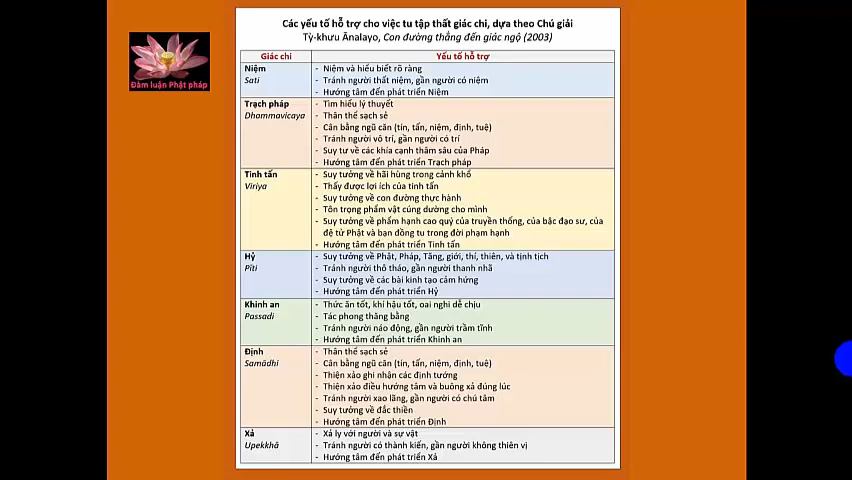 Các yếu tố hỗ trợ cho việc tu tập thất giác chi, dựa theo Chú giải
Tỳ-khưu Ānalayo, Con đường thẳng đến giác ngộ (2003)
Đàm luận Phật pháp
Giác chi
Yếu tố hỗ trợ
Niệm
Sati
- Niệm và hiểu biết rõ ràng
- Tránh người thất niệm, gần người có niệm
- Hướng tâm đến phát triển Niệm
Trạch pháp
Dhammavicaya
- Tìm hiểu lý thuyết
- Thân thể sạch sẽ
- Cân bằng ngũ căn (tín, tấn, niệm, định, tuệ)
- Tránh người vô trí, gần người có trí
- Suy tư về các khía cạnh thâm sâu của Pháp
- Hướng tâm đến phát triển Trạch pháp
Tinh tấn
Viriya
- Suy tưởng về hãi hùng trong cảnh khổ
- Thấy được lợi ích của tinh tấn
- Suy tưởng về con đường thực hành
- Tôn trọng phẩm vật cúng dường cho mình
- Suy tưởng về phẩm hạnh cao quý của truyền thống, của bậc đạo sư, của
đệ tử Phật và bạn đồng tu trong đời phạm hạnh
- Hướng tâm đến phát triển Tinh tấn
Hỷ
Pīti
- Suy tưởng về Phật, Pháp, Tăng, giới, thí, thiên, và tịnh tịch
- Tránh người thô tháo, gần người thanh nhã
- Suy tưởng về các bài kinh tạo cảm hứng
- Hướng tâm đến phát triển Hỷ
Khinh an
Passadi
- Thức ăn tốt, khí hậu tốt, oai nghi dễ chịu
- Tác phong thăng bằng
- Tránh người náo động, gần người trầm tĩnh
- Hướng tâm đến phát triển Khinh an
Định
Samādhi
- Thân thể sạch sẽ
- Cân bằng ngũ căn (tín, tấn, niệm, định, tuệ)
- Thiện xảo ghi nhận các định tướng
- Thiện xảo điều hướng tâm và buông xả đúng lúc
- Tránh người xao lãng, gần người có chú tâm
- Suy tưởng về đắc thiền
- Hướng tâm đến phát triển Định
Xả
Upekkhā
- Xả ly với người và sự vật
- Tránh người có thành kiến, gần người không thiên vị
- Hướng tâm đến phát triển Xả